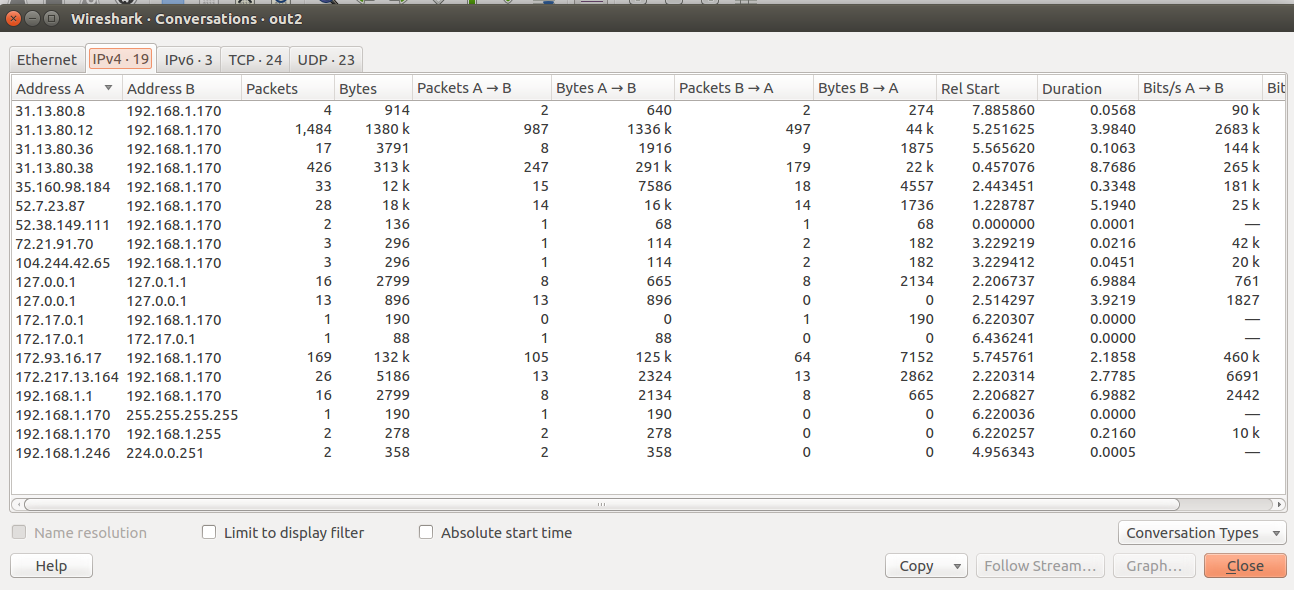 Wireshark · Conversations · out2
Ethernet IPv4 · 19 IPv6 · 3 TCP · 24 UDP · 23
Address A Address B Packets Bytes Packets A → B Bytes A → B Packets B → A Bytes B → A Rel Start Duration Bits/s A → B Bit
31.13.80.8 192.168.1.170 4 914 2 640 2 274 7.885860 0.0568 90 k
31.13.80.12 192.168.1.170 1,484 1380 k 987 1336 k 497 44 k 5.251625 3.9840 2683 k
31.13.80.36 192.168.1.170 17 3791 8 1916 9 1875 5.565620 0.1063 144 k
31.13.80.38 192.168.1.170 426 313 k 247 291 k 179 22 k 0.457076 8.7686 265 k
35.160.98.184 192.168.1.170 33 12 k 15 7586 18 4557 2.443451 0.3348 181 k
52.7.23.87 192.168.1.170 28 18 k 14 16 k 14 1736 1.228787 5.1940 25 k
52.38.149.111 192.168.1.170 2 136 1 68 1 68 0.000000 0.0001 —
72.21.91.70 192.168.1.170 3 296 1 114 2 182 3.229219 0.0216 42 k
104.244.42.65 192.168.1.170 3 296 1 114 2 182 3.229412 0.0451 20 k
127.0.0.1 127.0.1.1 16 2799 8 665 8 2134 2.206737 6.9884 761
127.0.0.1 127.0.0.1 13 896 13 896 0 0 2.514297 3.9219 1827
172.17.0.1 192.168.1.170 1 190 0 0 1 190 6.220307 0.0000 —
172.17.0.1 172.17.0.1 1 88 1 88 0 0 6.436241 0.0000 —
172.93.16.17 192.168.1.170 169 132 k 105 125 k 64 7152 5.745761 2.1858 460 k
172.217.13.164 192.168.1.170 26 5186 13 2324 13 2862 2.220314 2.7785 6691
192.168.1.1 192.168.1.170 16 2799 8 2134 8 665 2.206827 6.9882 2442
192.168.1.170 255.255.255.255 1 190 1 190 0 0 6.220036 0.0000 —
192.168.1.170 192.168.1.255 2 278 2 278 0 0 6.220257 0.2160 10 k
192.168.1.246 224.0.0.251 2 358 2 358 0 0 4.956343 0.0005 —
Name resolution Limit to display filter Absolute start time Conversation Types
Help Copy Follow Stream... Graph... Close